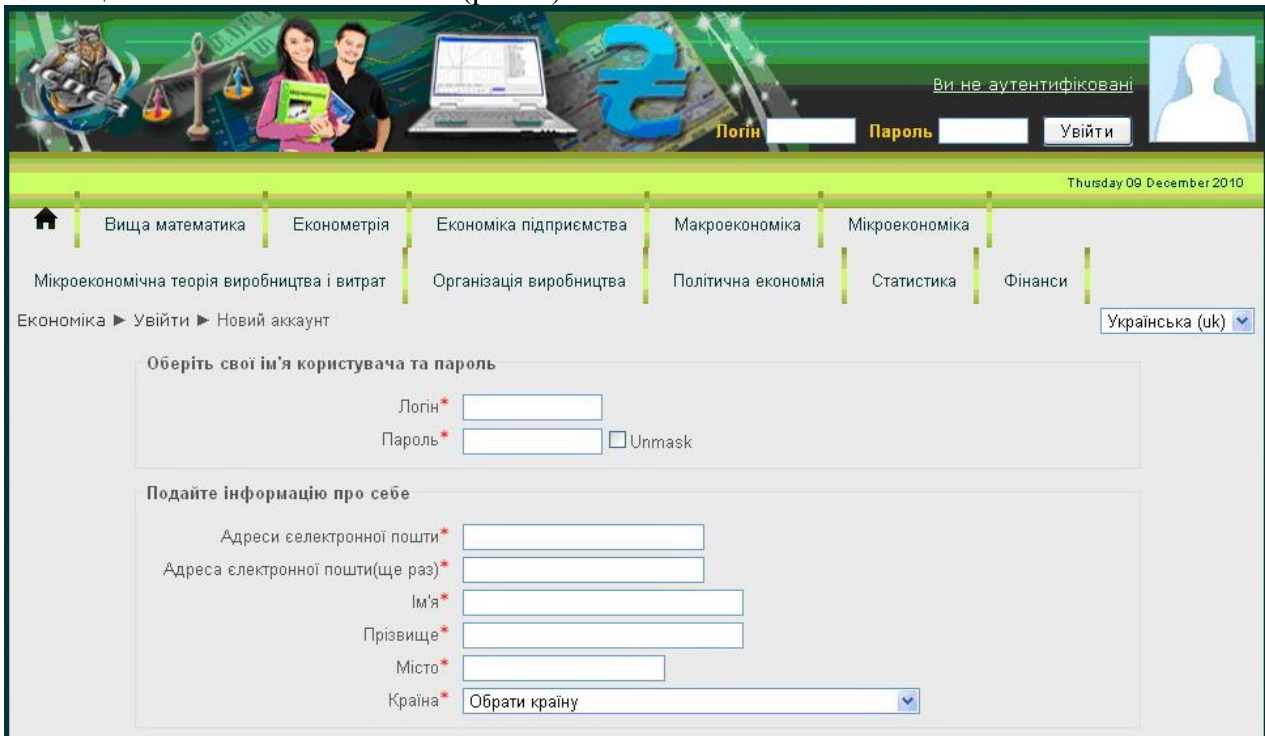 Ви не аутентифіковані
Логін Пароль Увійти
Thursday 09 December 2010
Вища математика Економетрія Економіка підприємства Макроекономіка Мікроекономіка
Мікроекономічна теорія виробництва і витрат Організація виробництва Політична економія Статистика Фінанси
Економіка ► Увійти ► Новий аккаунт Українська (uk)
Оберіть свої ім'я користувача та пароль
Логін*
Пароль* Unmask
Подайте інформацію про себе
Адреси єелектронної пошти*
Адреса єлектронної пошти(ще раз)*
Ім'я*
Прізвище*
Місто*
Країна* Обрати країну